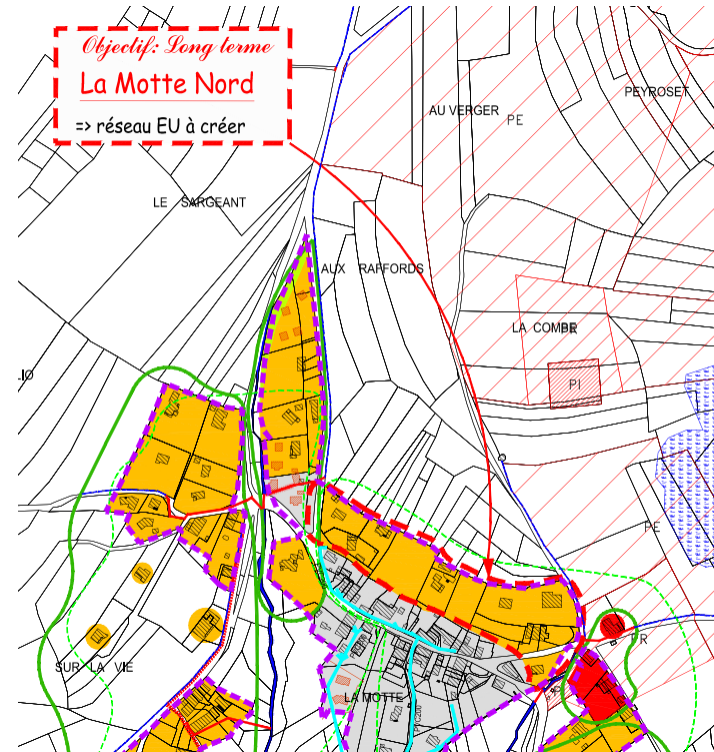 Objectif: Long terme
La Motte Nord
=> réseau EU à créer
PEYROSET
AU VERGER
PE
LE SARGEANT
AUX RAFFORDS
LA COMBE
PI
PE
PR
SUR LA VIE
LA MOTTE